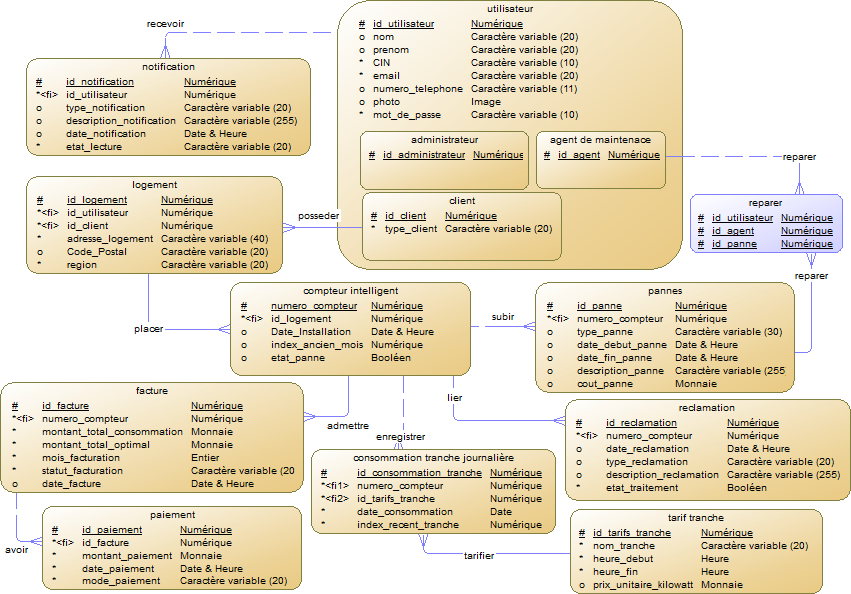 utilisateur
# id_utilisateur Numérique
o nom Caractère variable (20)
o prenom Caractère variable (20)
* CIN Caractère variable (10)
* email Caractère variable (20)
o numero_telephone Caractère variable (11)
o photo Image
* mot_de_passe Caractère variable (10)
administrateur
# id_administrateur Numérique
agent de maintenace
# id_agent Numérique
client
# id_client Numérique
* type_client Caractère variable (20)
recevoir
notification
# id_notification Numérique
*<fi> id_utilisateur Numérique
o type_notification Caractère variable (20)
o description_notification Caractère variable (255)
o date_notification Date & Heure
* etat_lecture Caractère variable (20)
logement
# id_logement Numérique
*<fi> id_utilisateur Numérique
*<fi> id_client Numérique
* adresse_logement Caractère variable (40)
o Code_Postal Caractère variable (20)
* region Caractère variable (20)
posseder
reparer
reparer
# id_utilisateur Numérique
# id_agent Numérique
# id_panne Numérique
reparer
placer
compteur intelligent
# numero_compteur Numérique
*<fi> id_logement Numérique
o Date_Installation Date & Heure
o index_ancien_mois Numérique
o etat_panne Booléen
subir
pannes
# id_panne Numérique
*<fi> numero_compteur Numérique
o type_panne Caractère variable (30)
o date_debut_panne Date & Heure
o date_fin_panne Date & Heure
o description_panne Caractère variable (255
o cout_panne Monnaie
facture
# id_facture Numérique
*<fi> numero_compteur Numérique
* montant_total_consommation Monnaie
* montant_total_optimal Monnaie
* mois_facturation Entier
* statut_facturation Caractère variable (20
o date_facture Date & Heure
admettre
enregistrer
lier
reclamation
# id_reclamation Numérique
*<fi> numero_compteur Numérique
o date_reclamation Date & Heure
o type_reclamation Caractère variable (20)
o description_reclamation Caractère variable (255)
* etat_traitement Booléen
consommation tranche journalière
# id_consommation_tranche Numérique
*<fi1> numero_compteur Numérique
*<fi2> id_tarifs_tranche Numérique
* date_consommation Date
* index_recent_tranche Numérique
avoir
paiement
# id_paiement Numérique
*<fi> id_facture Numérique
* montant_paiement Monnaie
* date_paiement Date & Heure
* mode_paiement Caractère variable (20)
tarifier
tarif tranche
# id_tarifs_tranche Numérique
* nom_tranche Caractère variable (20)
* heure_debut Heure
* heure_fin Heure
o prix_unitaire_kilowatt Monnaie